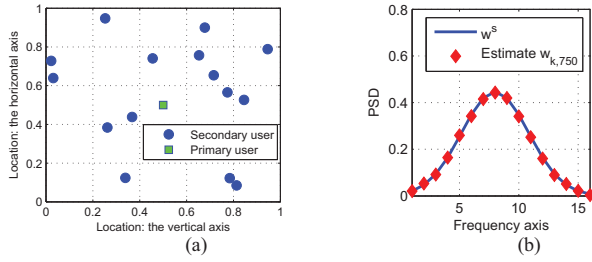 1
0.8
0.6
0.4
0.2
0
0 0.2 0.4 0.6 0.8 1
Location: the horizontal axis
Location: the vertical axis
Secondary user
Primary user
(a)
0.8
0.6
0.4
0.2
0
5 10 15
PSD
Frequency axis
w^s
Estimate w_{k,750}
(b)